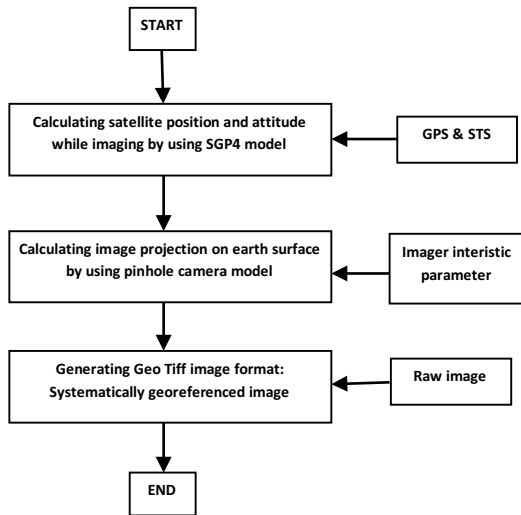 START
Calculating satellite position and attitude
while imaging by using SGP4 model
GPS & STS
Calculating image projection on earth surface
by using pinhole camera model
Imager interistic
parameter
Generating Geo Tiff image format:
Systematically georeferenced image
Raw image
END